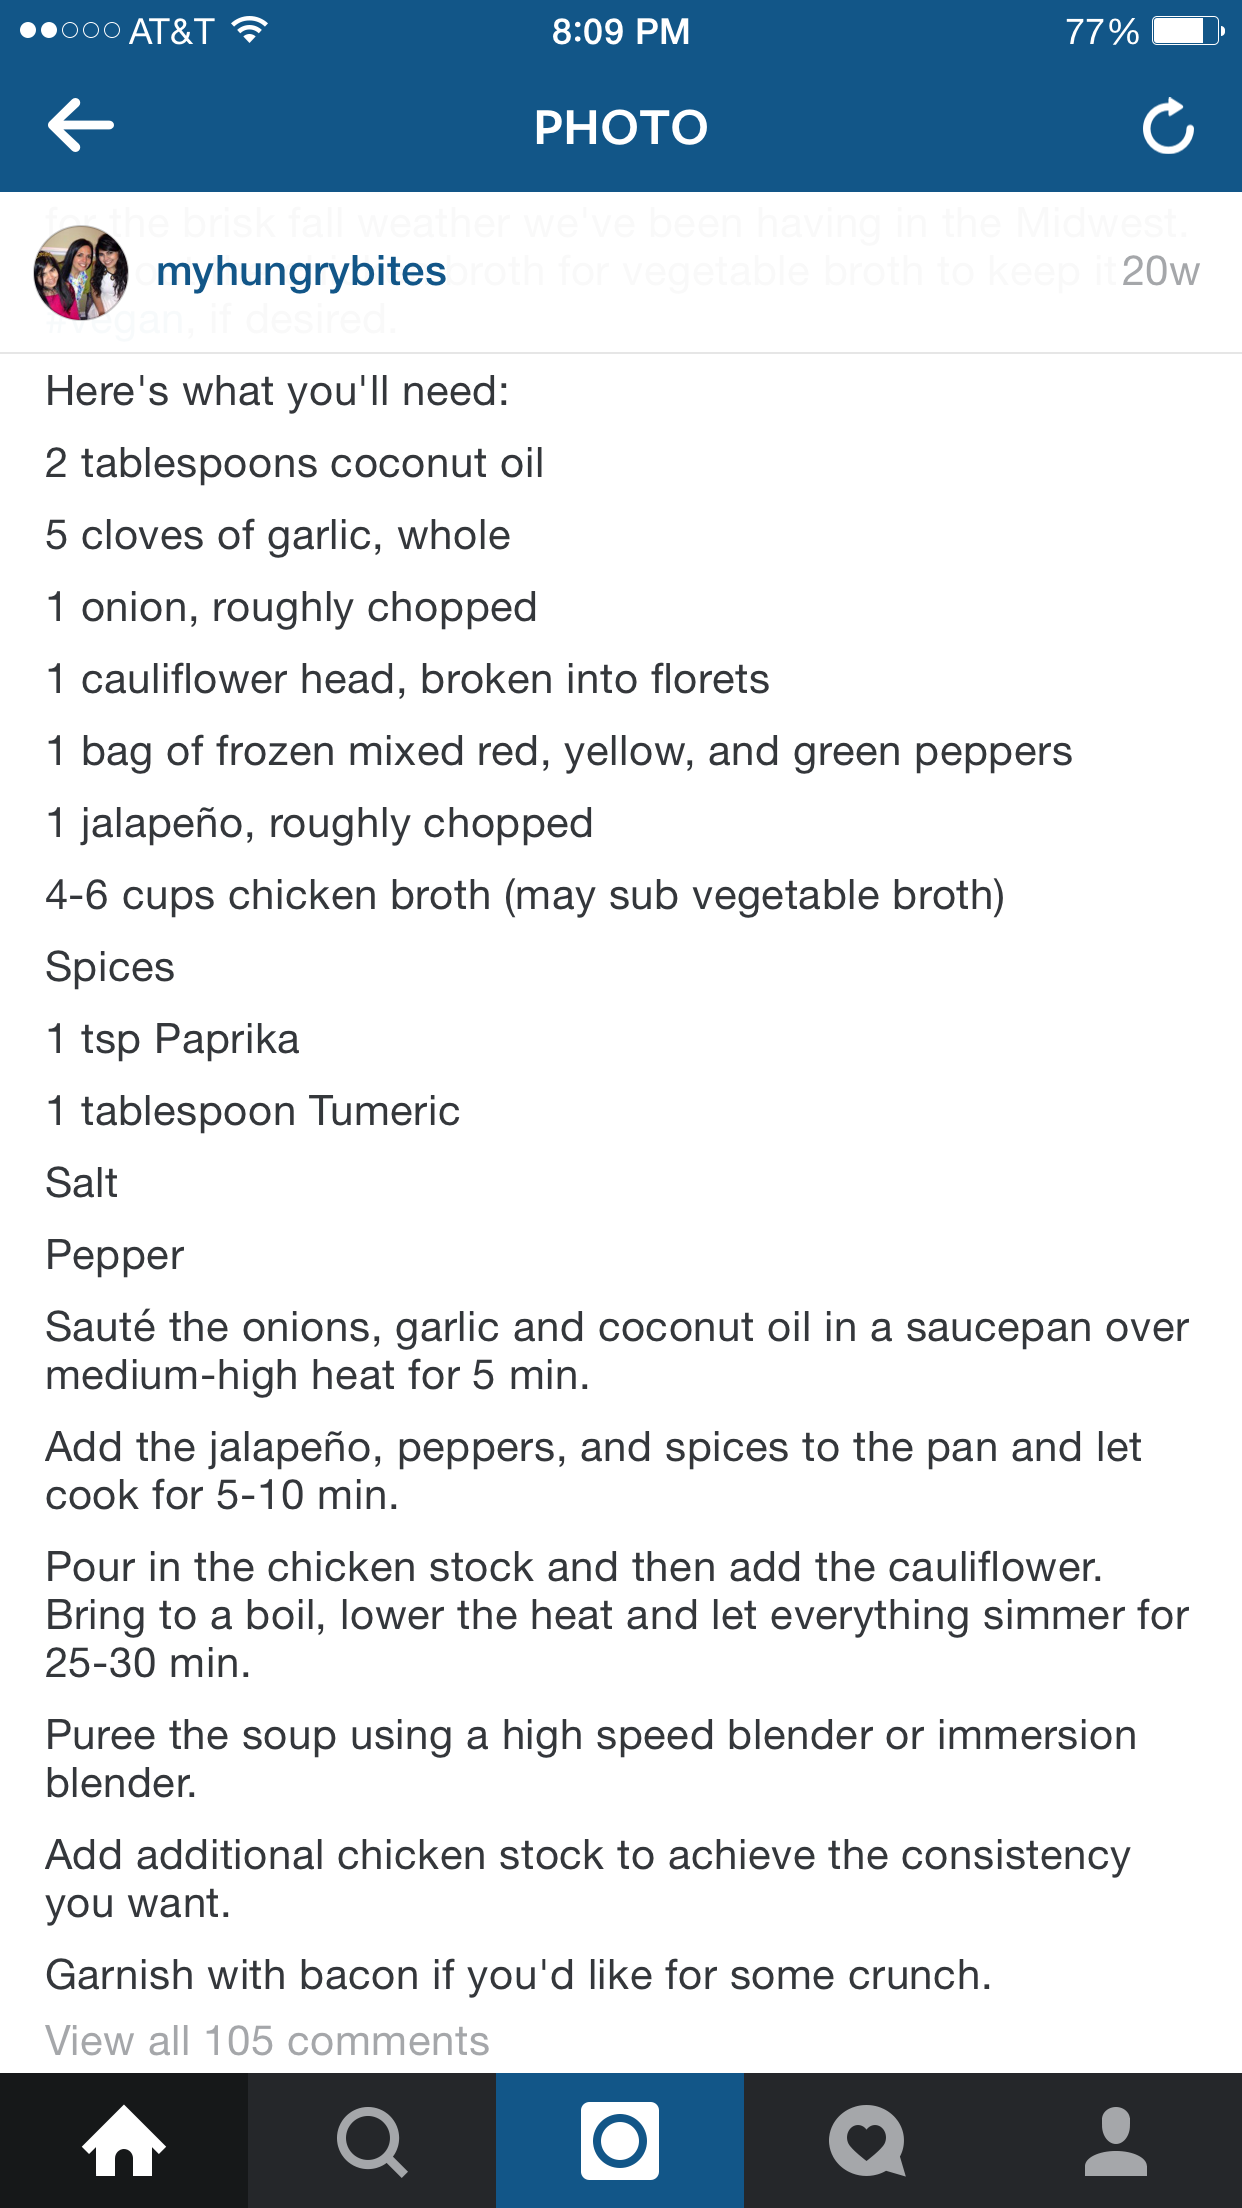 AT&T 8:09 PM 77%
PHOTO
for the brisk fall weather we've been having in the Midwest.
myhungrybites broth for vegetable broth to keep it 20w
#vegan, if desired.
Here's what you'll need:
2 tablespoons coconut oil
5 cloves of garlic, whole
1 onion, roughly chopped
1 cauliflower head, broken into florets
1 bag of frozen mixed red, yellow, and green peppers
1 jalapeño, roughly chopped
4-6 cups chicken broth (may sub vegetable broth)
Spices
1 tsp Paprika
1 tablespoon Tumeric
Salt
Pepper
Sauté the onions, garlic and coconut oil in a saucepan over
medium-high heat for 5 min.
Add the jalapeño, peppers, and spices to the pan and let
cook for 5-10 min.
Pour in the chicken stock and then add the cauliflower.
Bring to a boil, lower the heat and let everything simmer for
25-30 min.
Puree the soup using a high speed blender or immersion
blender.
Add additional chicken stock to achieve the consistency
you want.
Garnish with bacon if you'd like for some crunch.
View all 105 comments